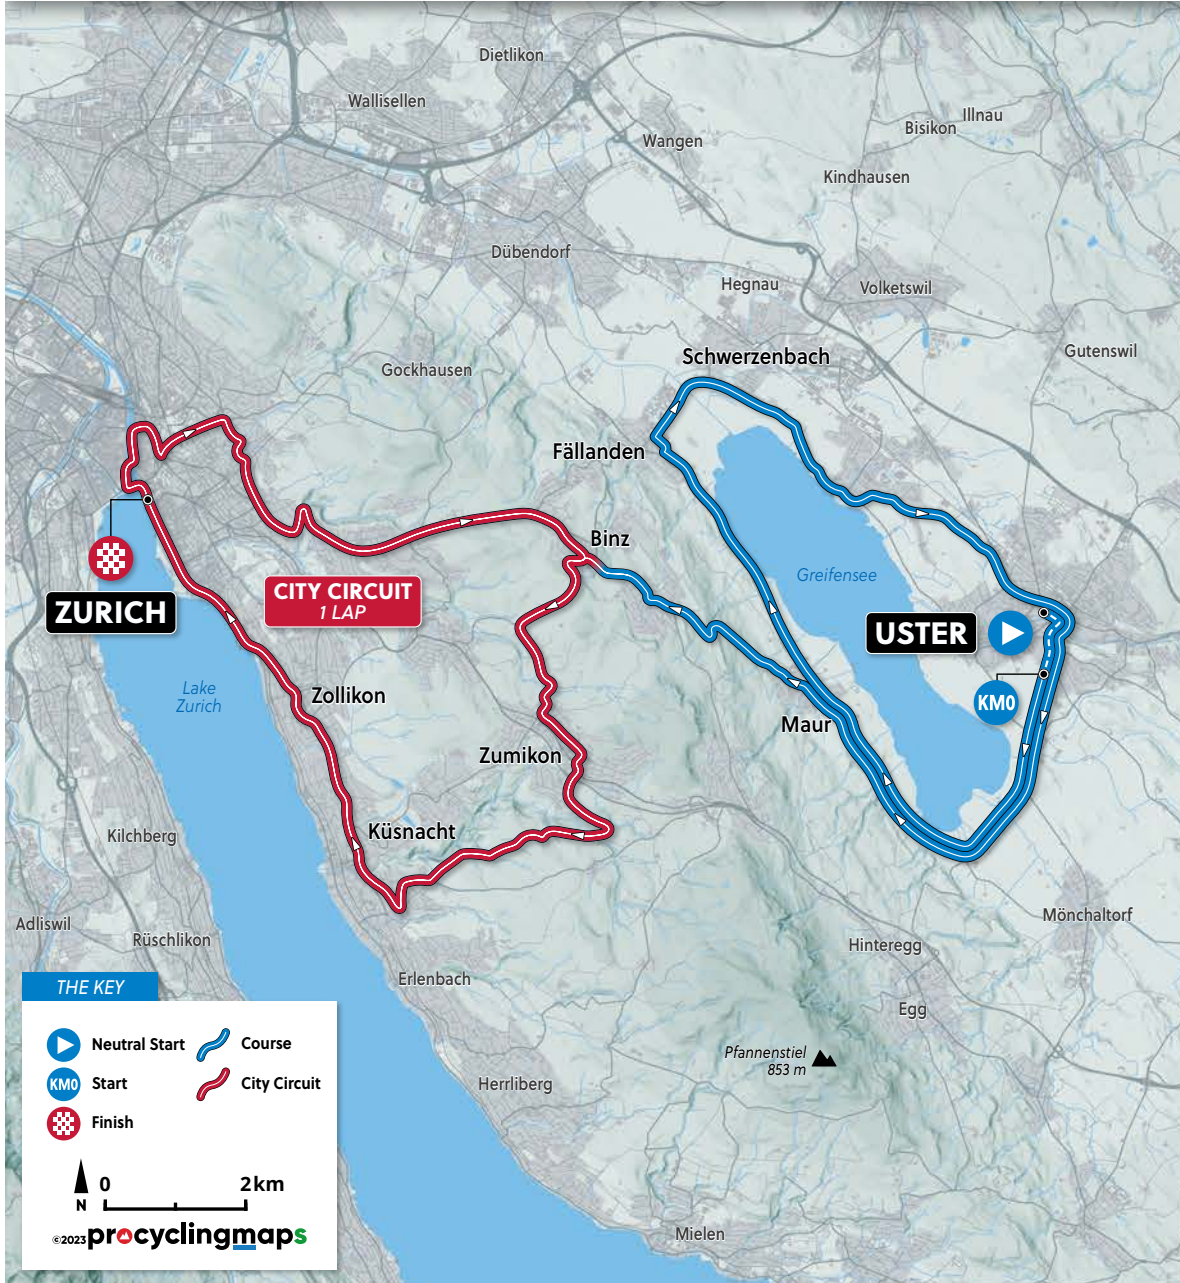 Dietlikon
Wallisellen
Illnau
Bisikon
Wangen
Kindhausen
Dübendorf
Hegnau
Volketswil
Gutenswil
Schwerzenbach
Gockhausen
Fällanden
Binz
Greifensee
CITY CIRCUIT
1 LAP
ZURICH
USTER
KM0
Lake
Zurich
Zollikon
Maur
Zumikon
Küsnacht
Kilchberg
Mönchaltorf
Adliswil
Rüschlikon
Hinteregg
Erlenbach
Egg
Pfannenstiel
853 m
Herrliberg
Mielen
THE KEY
Neutral Start
Course
KM0 Start
City Circuit
Finish
N
0 2km
©2023 procyclingmaps